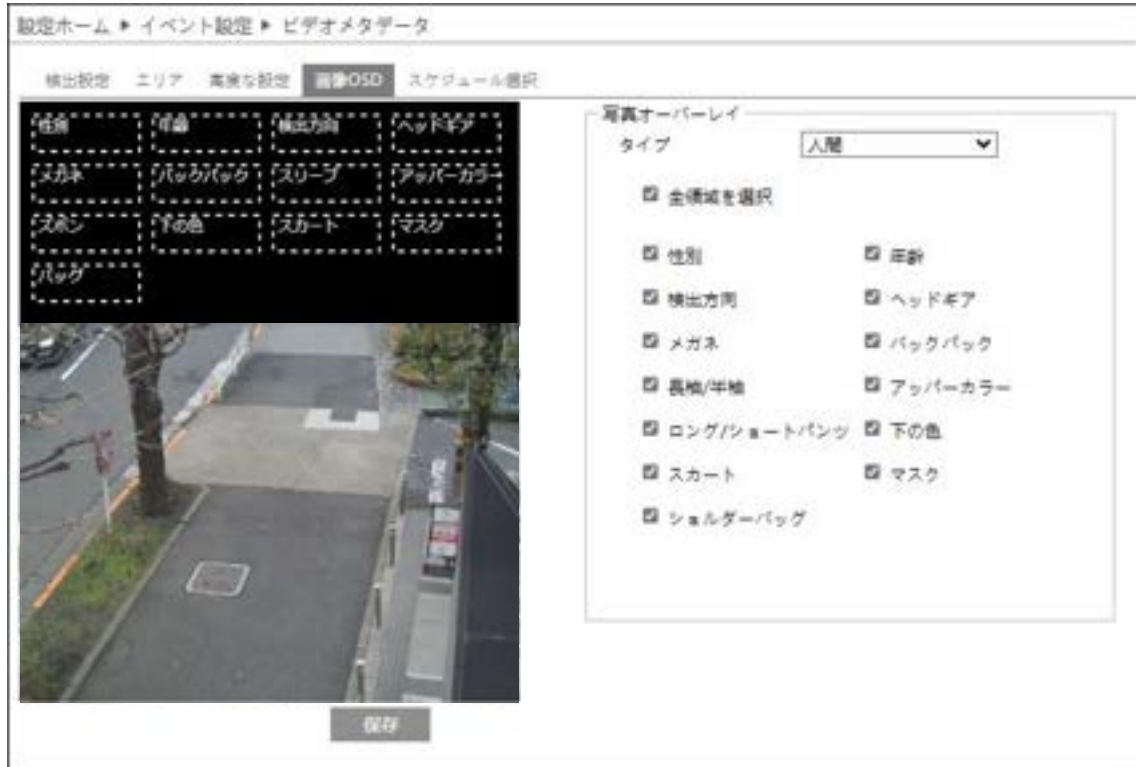 設定ホーム ▶ イベント設定 ▶ ビデオメタデータ
検出設定 エリア 高度な設定 画像OSD スケジュール選択
性別 年齢 検出方向 ヘッドギア
メガネ バックパック スリーブ アッパーカラー
ズボン 下の色 スカート マスク
バッグ
写真オーバーレイ
タイプ 人間
全領域を選択
性別 年齢
検出方向 ヘッドギア
メガネ バックパック
長袖/半袖 アッパーカラー
ロング/ショートパンツ 下の色
スカート マスク
ショルダーバッグ
保存